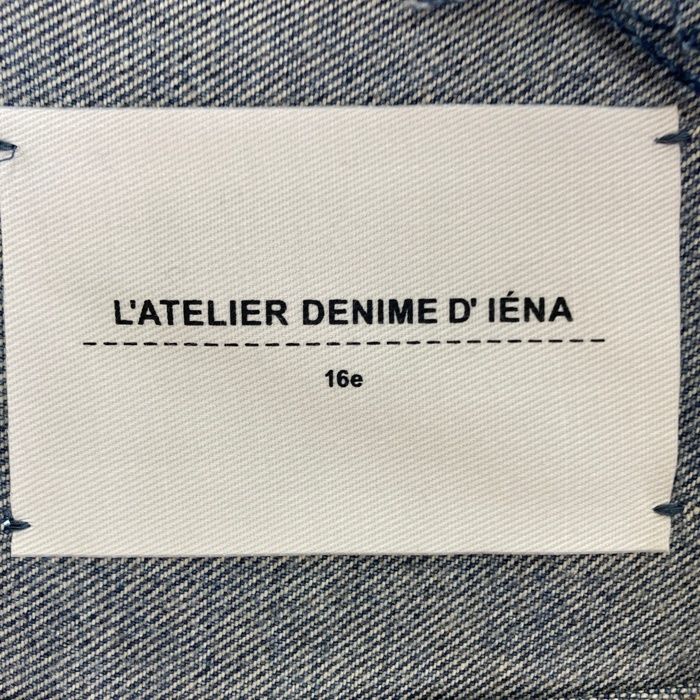 L'ATELIER DENIME D' IÉNA
16e